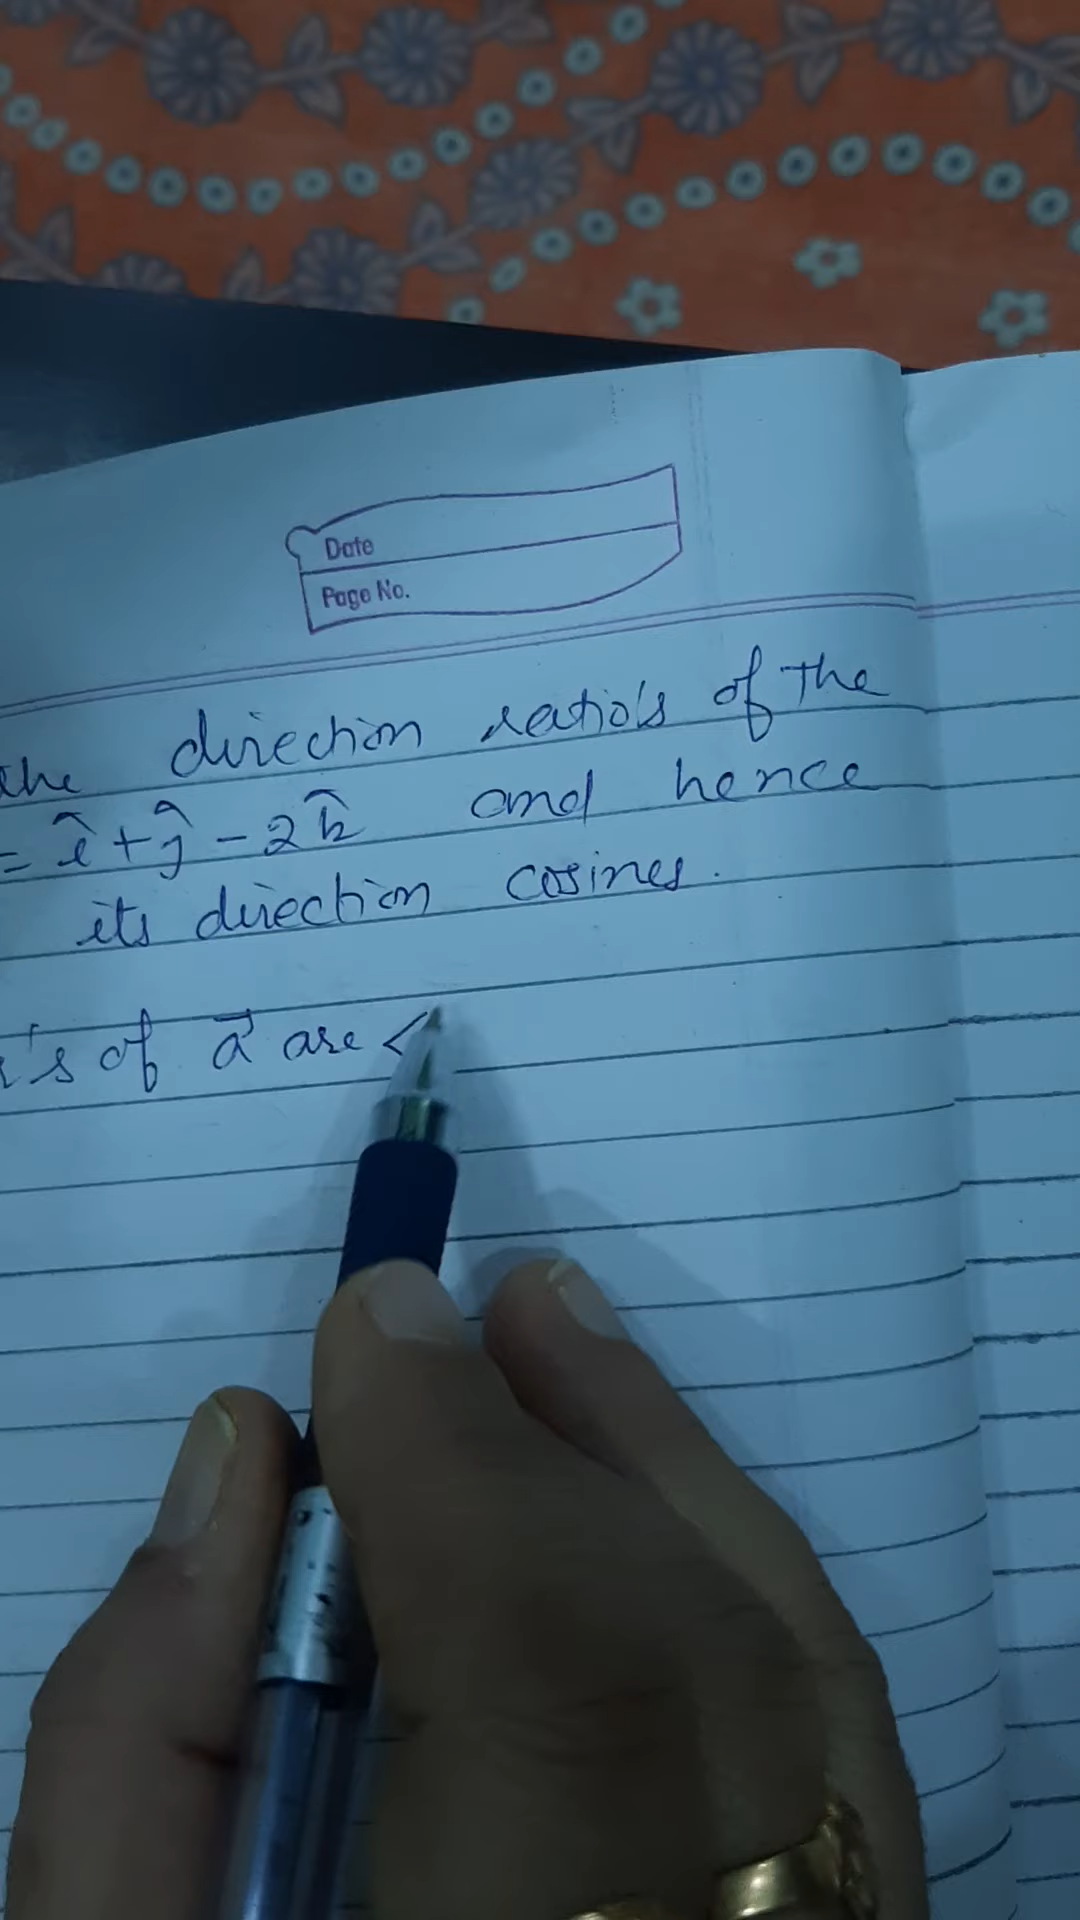 Date
Page No.
the direction ratio's of the
= î + ĵ - 2k̂ and hence
its direction cosines.
's of a⃗ are <